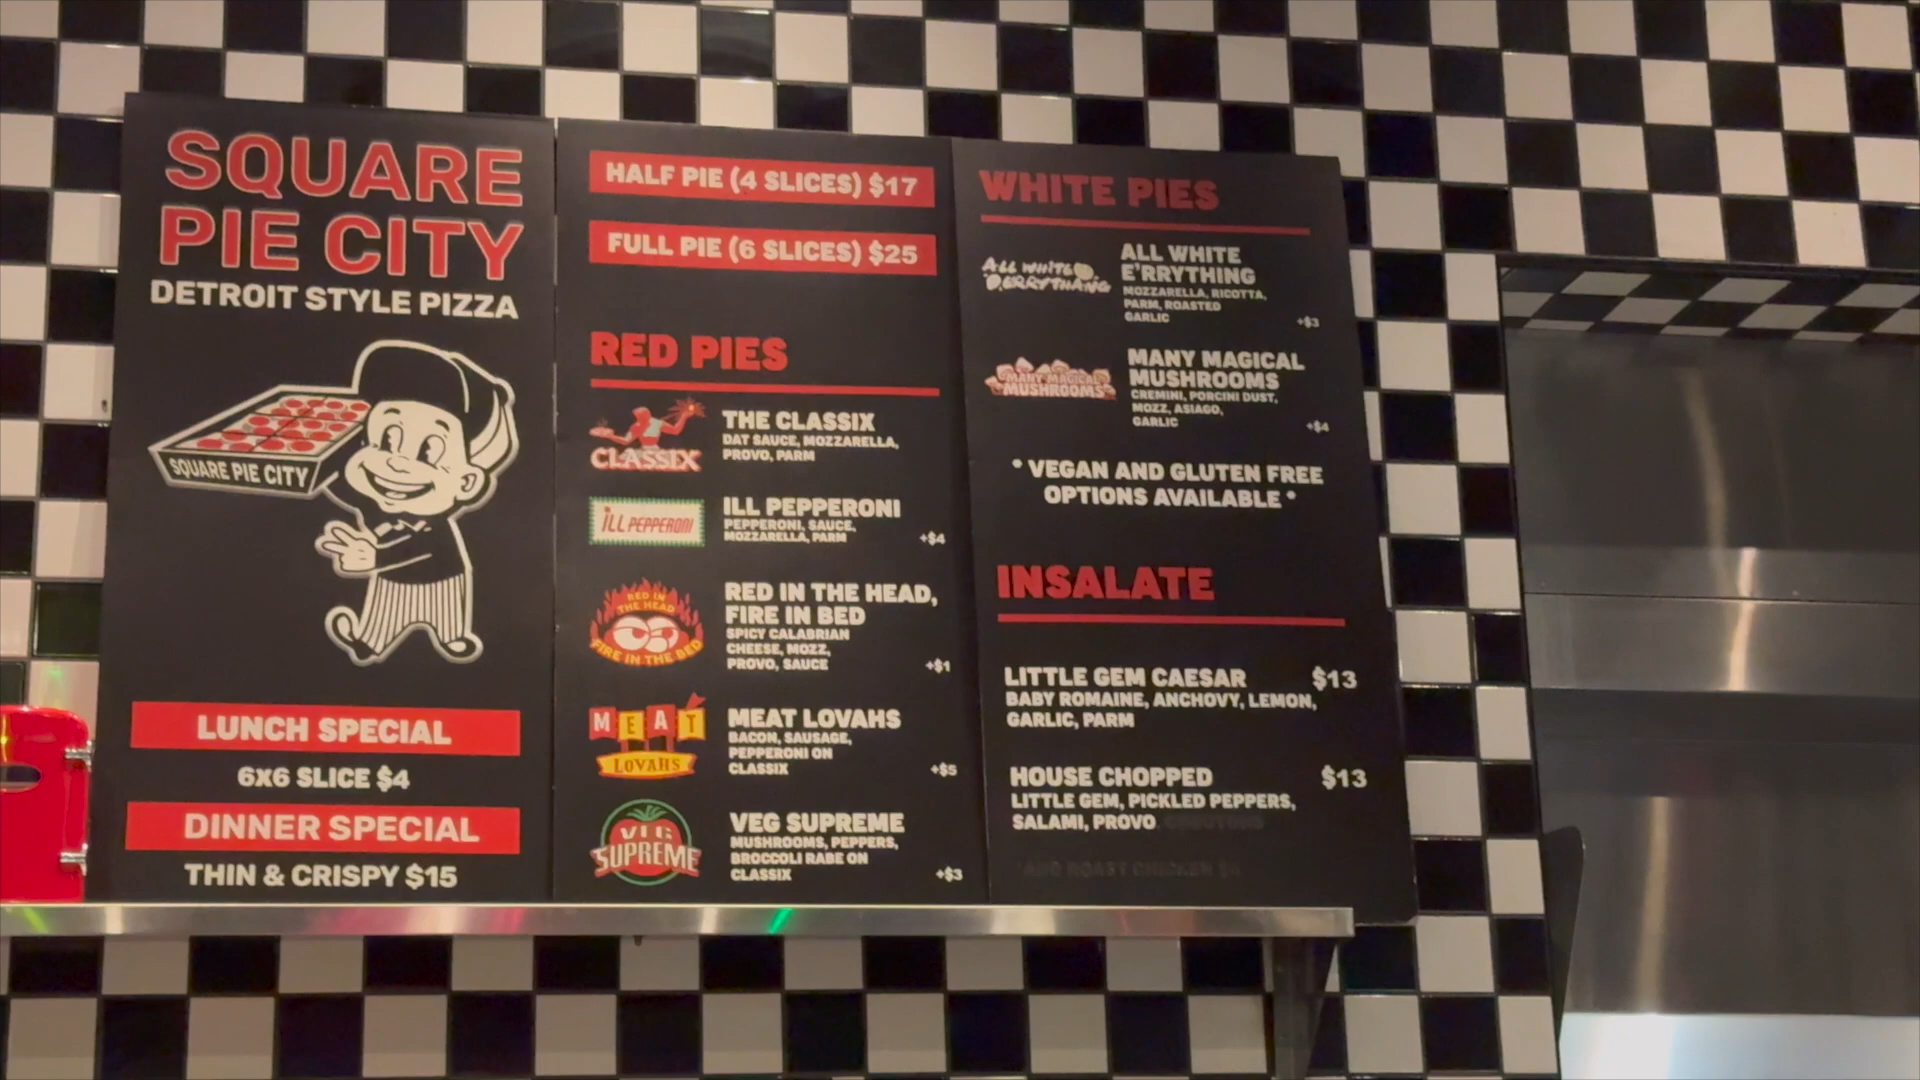 SQUARE
PIE CITY
DETROIT STYLE PIZZA
SQUARE PIE CITY
LUNCH SPECIAL
6X6 SLICE $4
DINNER SPECIAL
THIN & CRISPY $15
HALF PIE (4 SLICES) $17
FULL PIE (6 SLICES) $25
RED PIES
CLASSIX
THE CLASSIX
DAT SAUCE, MOZZARELLA,
PROVO, PARM
ILL PEPPERONI
ILL PEPPERONI
PEPPERONI, SAUCE,
MOZZARELLA, PARM +$4
RED IN
THE HEAD
FIRE IN THE BED
RED IN THE HEAD,
FIRE IN BED
SPICY CALABRIAN
CHEESE, MOZZ,
PROVO, SAUCE +$1
MEAT
LOVAHS
MEAT LOVAHS
BACON, SAUSAGE,
PEPPERONI ON
CLASSIX +$5
VEG
SUPREME
VEG SUPREME
MUSHROOMS, PEPPERS,
BROCCOLI RABE ON
CLASSIX +$3
WHITE PIES
ALL WHITE
E'RRYTHANG
ALL WHITE
E'RRYTHING
MOZZARELLA, RICOTTA,
PARM, ROASTED
GARLIC +$3
MANY MAGICAL
MUSHROOMS
MANY MAGICAL
MUSHROOMS
CREMINI, PORCINI DUST,
MOZZ, ASIAGO,
GARLIC +$4
* VEGAN AND GLUTEN FREE
OPTIONS AVAILABLE *
INSALATE
LITTLE GEM CAESAR $13
BABY ROMAINE, ANCHOVY, LEMON,
GARLIC, PARM
HOUSE CHOPPED $13
LITTLE GEM, PICKLED PEPPERS,
SALAMI, PROVO
ADD ROAST CHICKEN